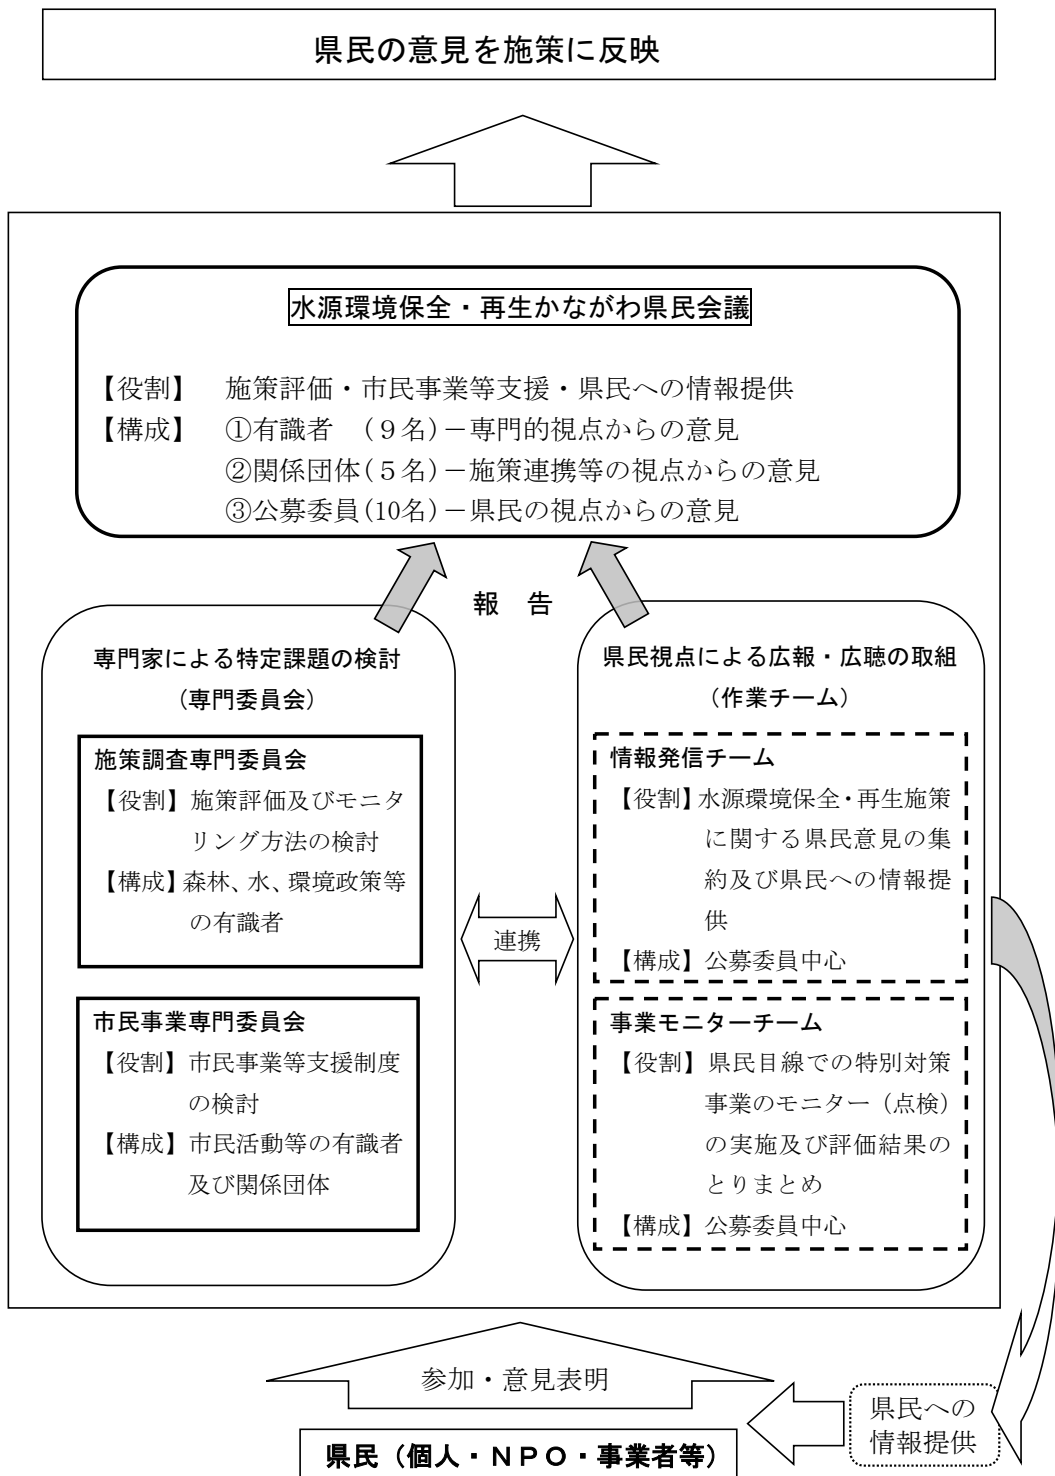 県民の意見を施策に反映
水源環境保全・再生かながわ県民会議
【役割】　施策評価・市民事業等支援・県民への情報提供
【構成】　①有識者　(９名)－専門的視点からの意見
②関係団体(５名)－施策連携等の視点からの意見
③公募委員(10名)－県民の視点からの意見
報　告
専門家による特定課題の検討
（専門委員会）
施策調査専門委員会
【役割】施策評価及びモニタ
リング方法の検討
【構成】森林、水、環境政策等
の有識者
市民事業専門委員会
【役割】市民事業等支援制度
の検討
【構成】市民活動等の有識者
及び関係団体
連携
県民視点による広報・広聴の取組
（作業チーム）
情報発信チーム
【役割】水源環境保全・再生施策
に関する県民意見の集
約及び県民への情報提
供
【構成】公募委員中心
事業モニターチーム
【役割】県民目線での特別対策
事業のモニター（点検）
の実施及び評価結果の
とりまとめ
【構成】公募委員中心
参加・意見表明
県民への
情報提供
県民（個人・ＮＰＯ・事業者等）